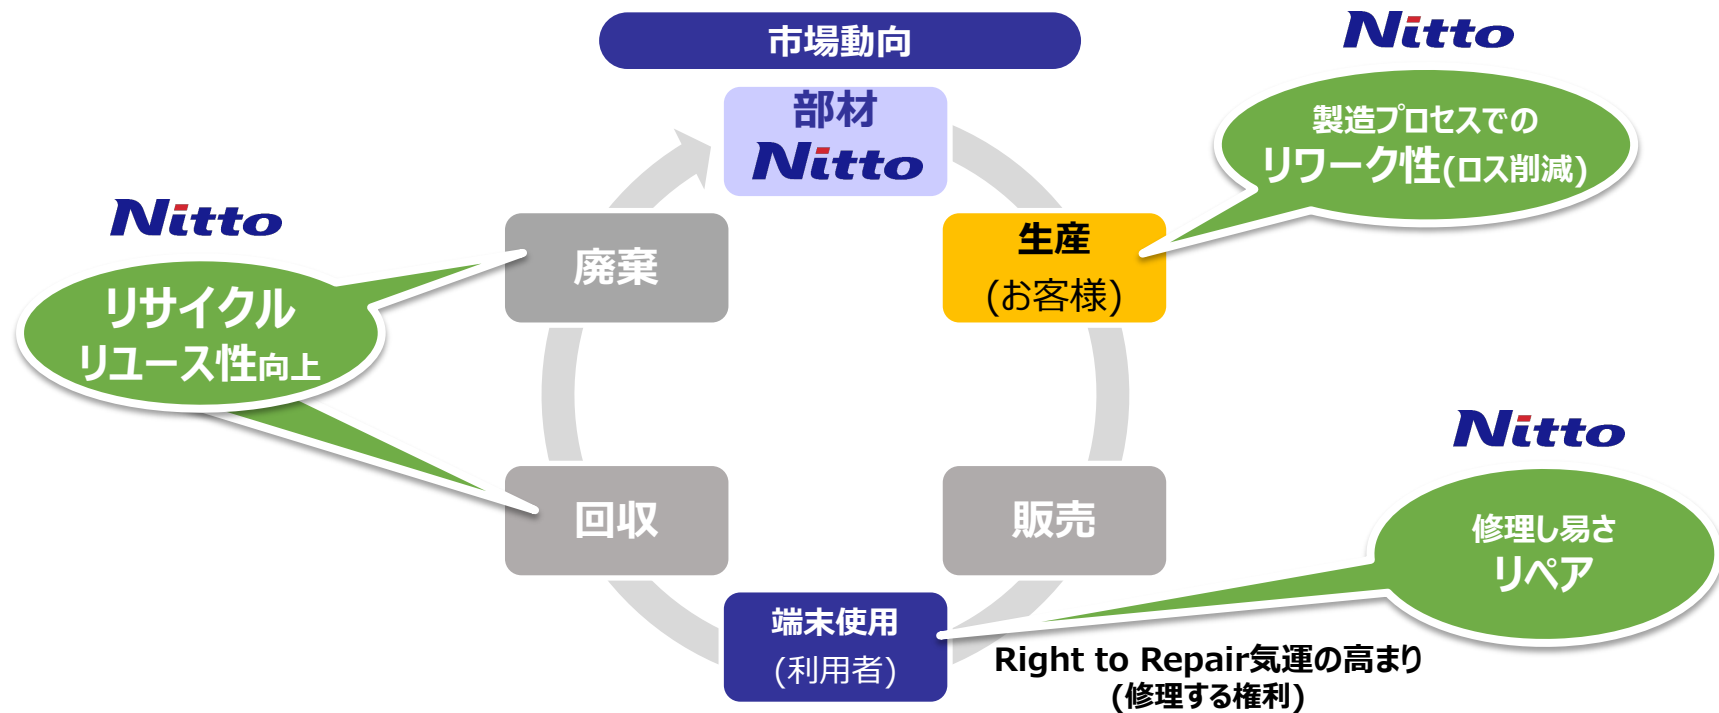 市場動向
Nitto
部材
Nitto
製造プロセスでの
リワーク性(ロス削減)
Nitto
生産
(お客様)
廃棄
リサイクル
リユース性向上
Nitto
回収
販売
修理し易さ
リペア
端末使用
(利用者)
Right to Repair気運の高まり
(修理する権利)